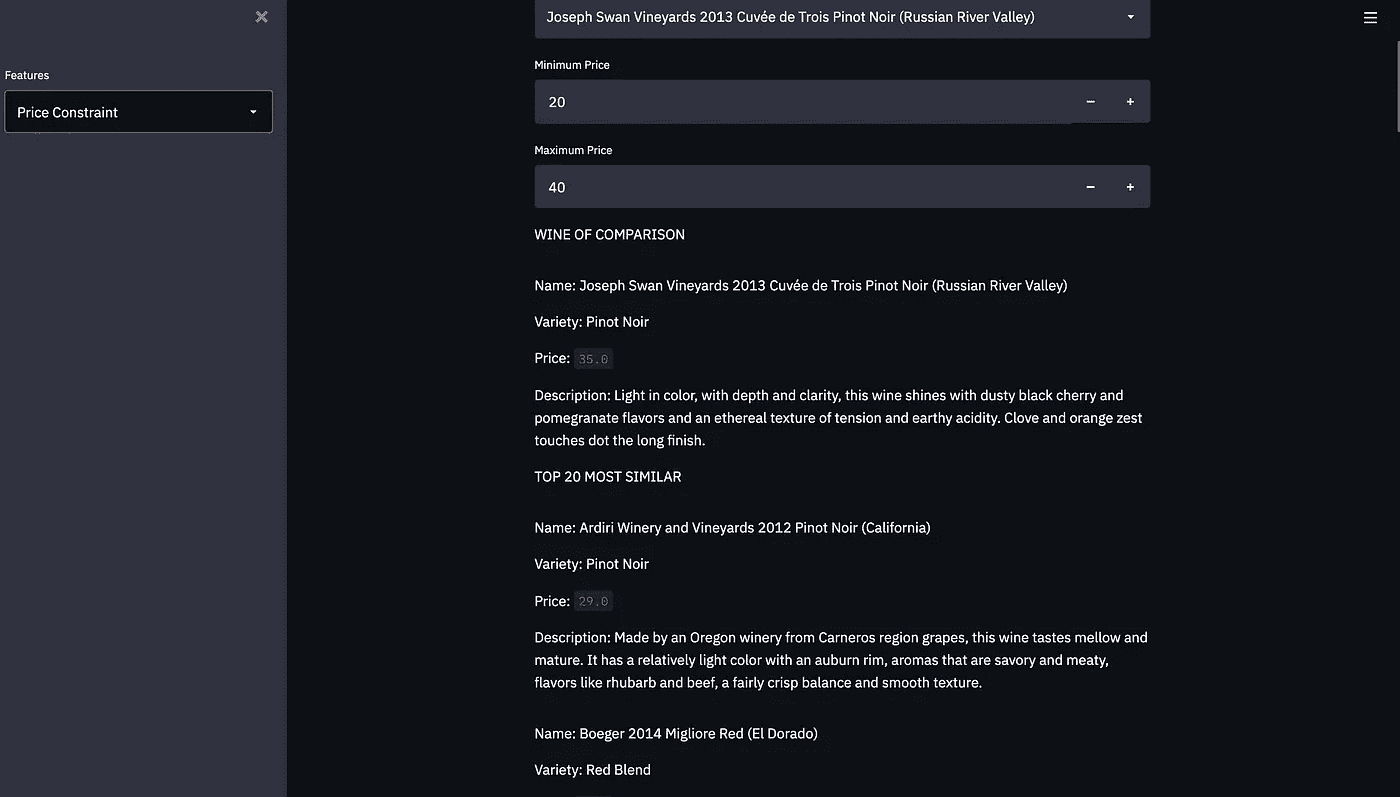 Features
Price Constraint
Joseph Swan Vineyards 2013 Cuvée de Trois Pinot Noir (Russian River Valley)
Minimum Price
20
Maximum Price
40
WINE OF COMPARISON
Name: Joseph Swan Vineyards 2013 Cuvée de Trois Pinot Noir (Russian River Valley)
Variety: Pinot Noir
Price: 35.0
Description: Light in color, with depth and clarity, this wine shines with dusty black cherry and
pomegranate flavors and an ethereal texture of tension and earthy acidity. Clove and orange zest
touches dot the long finish.
TOP 20 MOST SIMILAR
Name: Ardiri Winery and Vineyards 2012 Pinot Noir (California)
Variety: Pinot Noir
Price: 29.0
Description: Made by an Oregon winery from Carneros region grapes, this wine tastes mellow and
mature. It has a relatively light color with an auburn rim, aromas that are savory and meaty,
flavors like rhubarb and beef, a fairly crisp balance and smooth texture.
Name: Boeger 2014 Migliore Red (El Dorado)
Variety: Red Blend